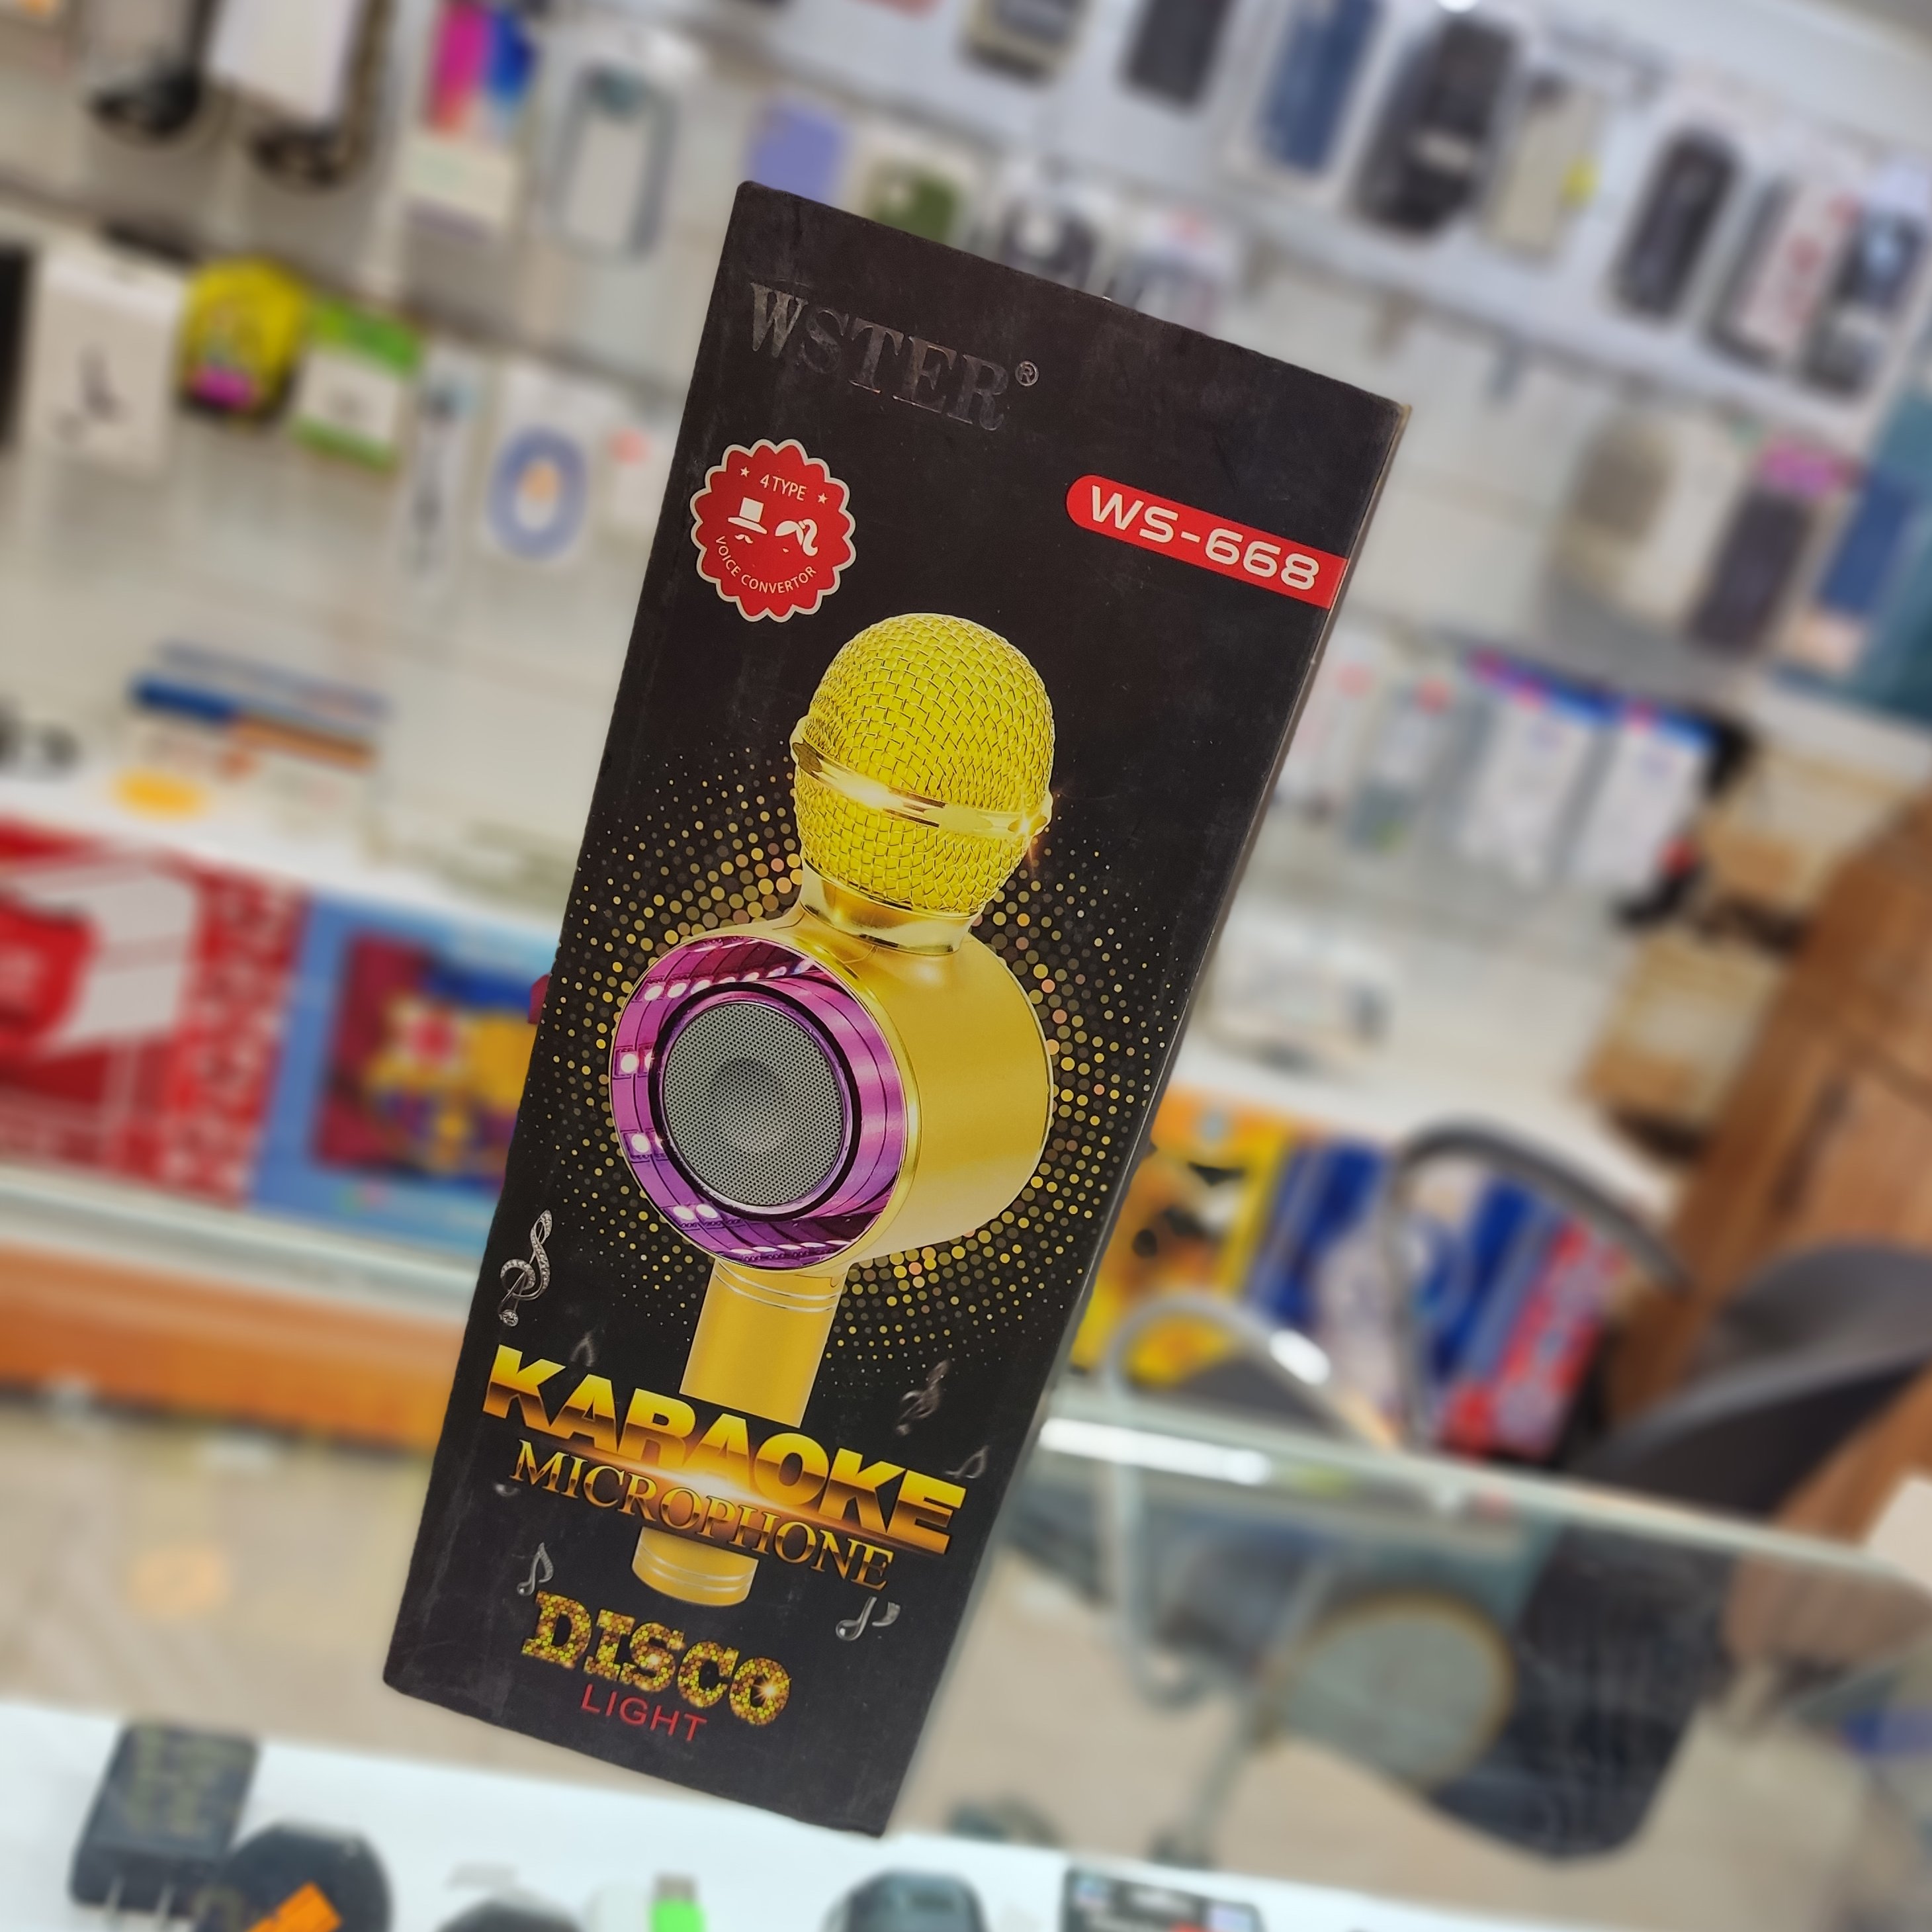 WSTER®
4 TYPE
VOICE CONVERTOR
WS-668
KARAOKE
MICROPHONE
DISCO
LIGHT